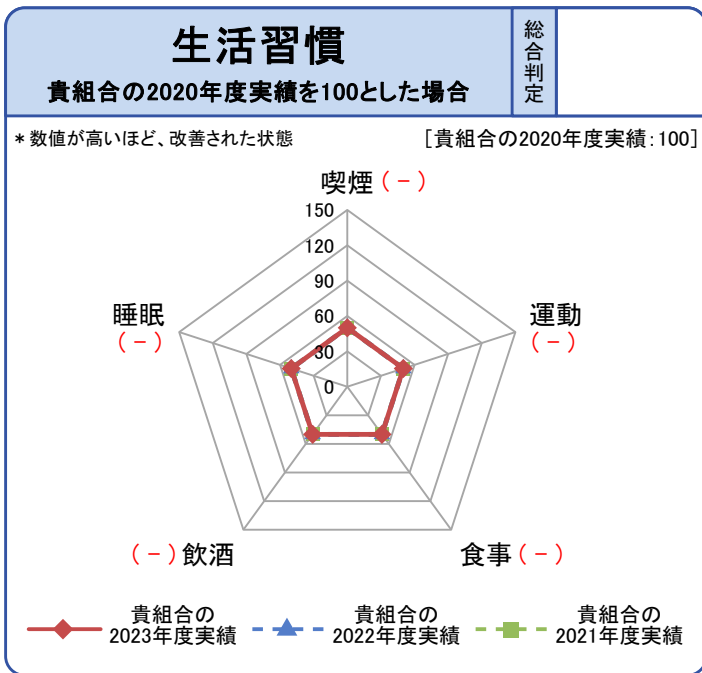 生活習慣
貴組合の2020年度実績を100とした場合
総合判定
*数値が高いほど、改善された状態
[貴組合の2020年度実績:100]
喫煙(-)
150
120
90
60
30
0
運動
(-)
睡眠
(-)
(-)飲酒
食事(-)
貴組合の
2023年度実績
貴組合の
2022年度実績
貴組合の
2021年度実績